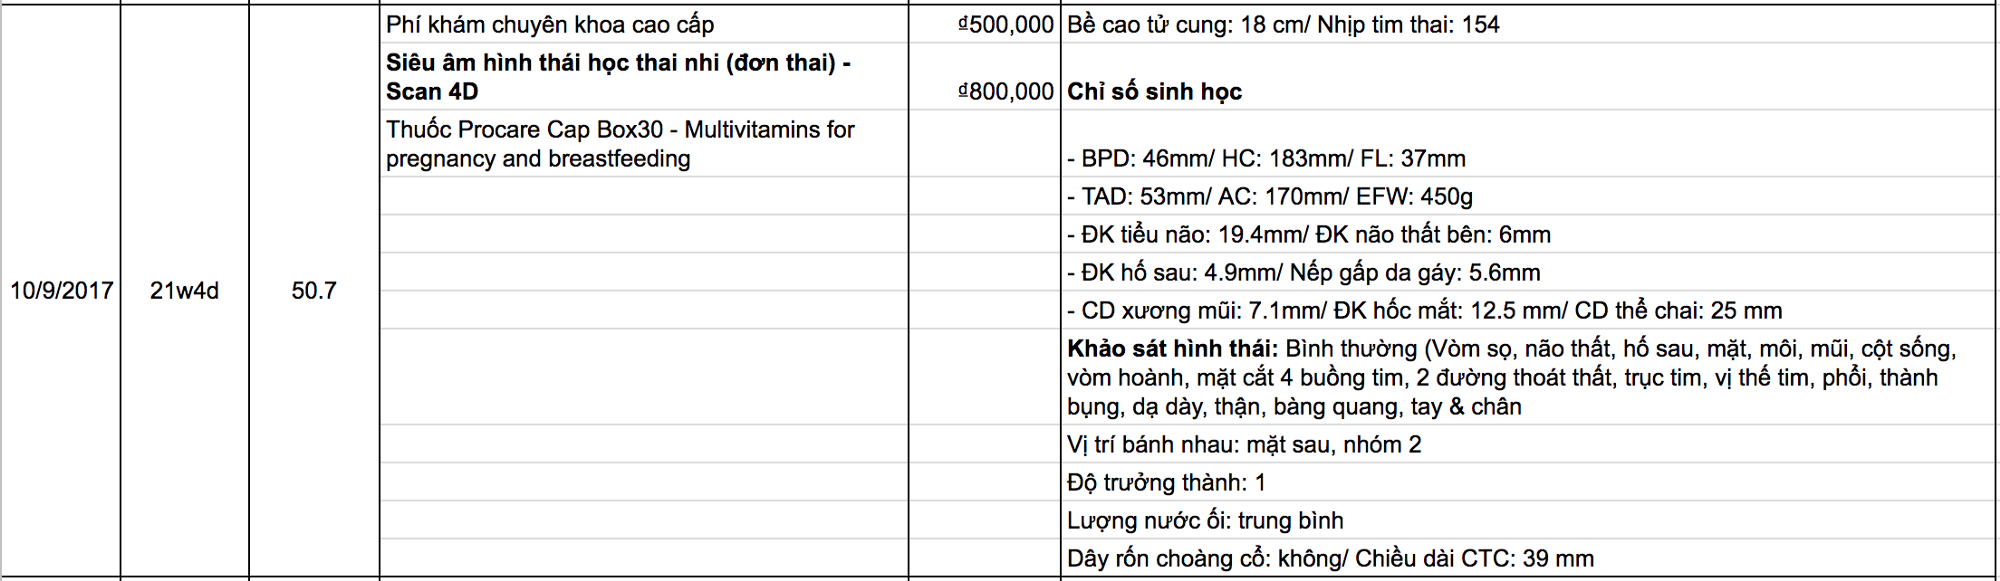 Phí khám chuyên khoa cao cấp
₫500,000
Bề cao tử cung: 18 cm/ Nhịp tim thai: 154
Siêu âm hình thái học thai nhi (đơn thai) -
Scan 4D
₫800,000
Chỉ số sinh học
Thuốc Procare Cap Box30 - Multivitamins for
pregnancy and breastfeeding
- BPD: 46mm/ HC: 183mm/ FL: 37mm
- TAD: 53mm/ AC: 170mm/ EFW: 450g
- ĐK tiểu não: 19.4mm/ ĐK não thất bên: 6mm
- ĐK hố sau: 4.9mm/ Nếp gấp da gáy: 5.6mm
10/9/2017
21w4d
50.7
- CD xương mũi: 7.1mm/ ĐK hốc mắt: 12.5 mm/ CD thể chai: 25 mm
Khảo sát hình thái: Bình thường (Vòm sọ, não thất, hố sau, mặt, môi, mũi, cột sống,
vòm hoành, mặt cắt 4 buồng tim, 2 đường thoát thất, trục tim, vị thế tim, phổi, thành
bụng, dạ dày, thận, bàng quang, tay & chân
Vị trí bánh nhau: mặt sau, nhóm 2
Độ trưởng thành: 1
Lượng nước ối: trung bình
Dây rốn choàng cổ: không/ Chiều dài CTC: 39 mm